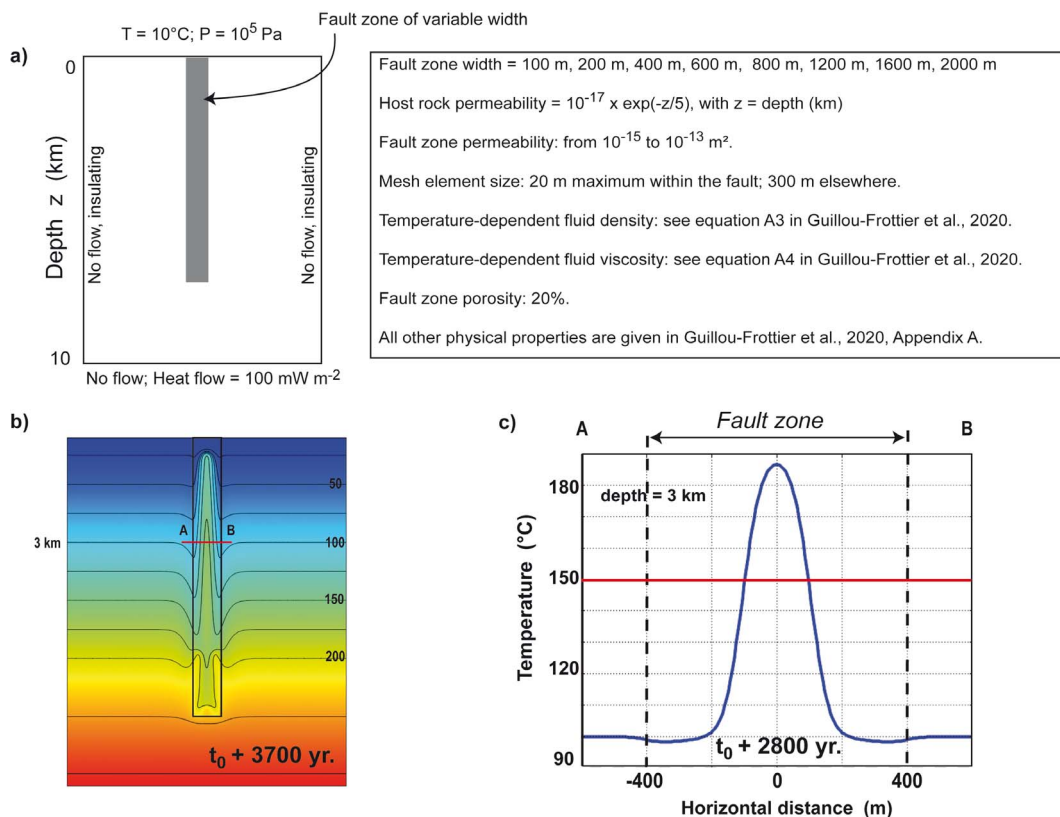 Fault zone of variable width
T = 10°C; P = 10⁵ Pa
a)
0
Depth z (km)
10
No flow, insulating
No flow, insulating
No flow; Heat flow = 100 mW m⁻²
Fault zone width = 100 m, 200 m, 400 m, 600 m, 800 m, 1200 m, 1600 m, 2000 m
Host rock permeability = 10⁻¹⁷ x exp(-z/5), with z = depth (km)
Fault zone permeability: from 10⁻¹⁵ to 10⁻¹³ m².
Mesh element size: 20 m maximum within the fault; 300 m elsewhere.
Temperature-dependent fluid density: see equation A3 in Guillou-Frottier et al., 2020.
Temperature-dependent fluid viscosity: see equation A4 in Guillou-Frottier et al., 2020.
Fault zone porosity: 20%.
All other physical properties are given in Guillou-Frottier et al., 2020, Appendix A.
b)
50
A B
3 km
100
150
200
t₀ + 3700 yr.
c)
A
Fault zone
B
depth = 3 km
180
150
120
90
Temperature (°C)
t₀ + 2800 yr.
-400 0 400
Horizontal distance (m)